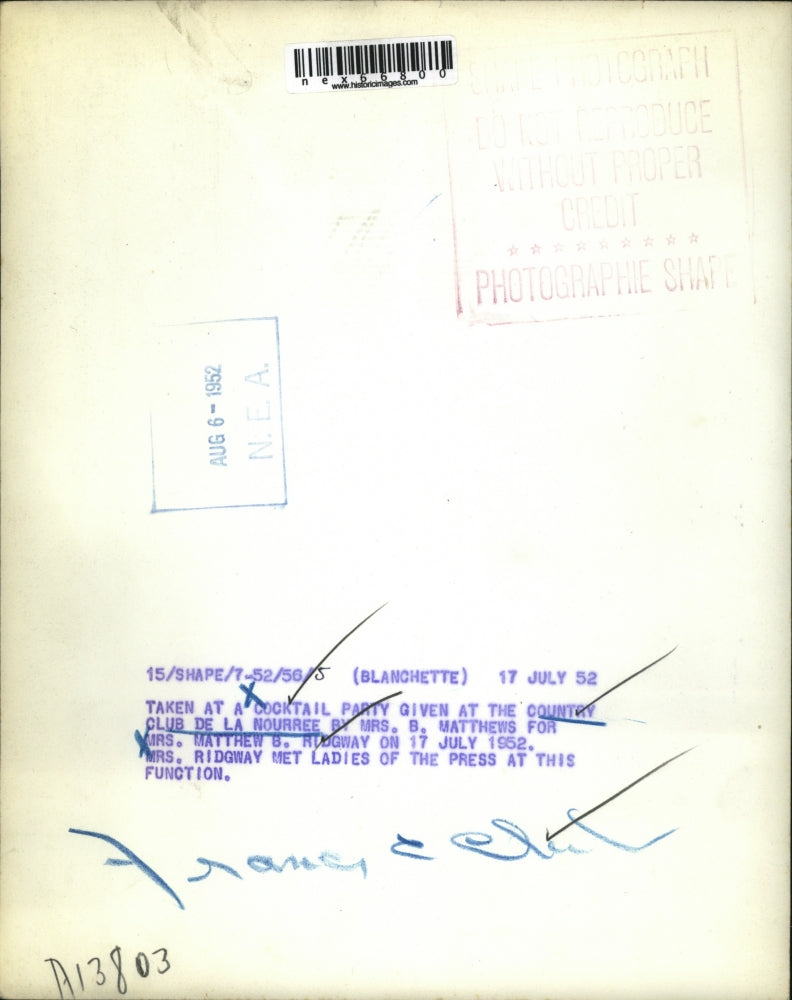 nex66800
www.historicimages.com
SHAPE PHOTOGRAPH
DO NOT REPRODUCE
WITHOUT PROPER
CREDIT
☆ ☆ ☆ ☆ ☆ ☆ ☆ ☆ ☆
PHOTOGRAPHIE SHAPE
AUG 6 - 1952
N. E. A.
15/SHAPE/7-52/56/5 (BLANCHETTE) 17 JULY 52
TAKEN AT A COCKTAIL PARTY GIVEN AT THE COUNTRY
CLUB DE LA NOURREE BY MRS. B. MATTHEWS FOR
MRS. MATTHEW B. RIDGWAY ON 17 JULY 1952.
MRS. RIDGWAY MET LADIES OF THE PRESS AT THIS
FUNCTION.
France
A13803